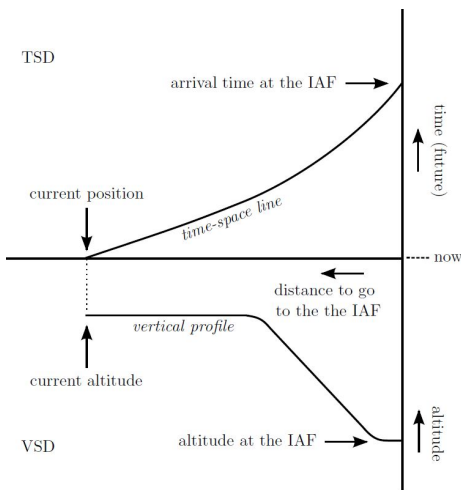 TSD
arrival time at the IAF
time (future)
current position
time-space line
now
distance to go
to the the IAF
vertical profile
current altitude
altitude
altitude at the IAF
VSD